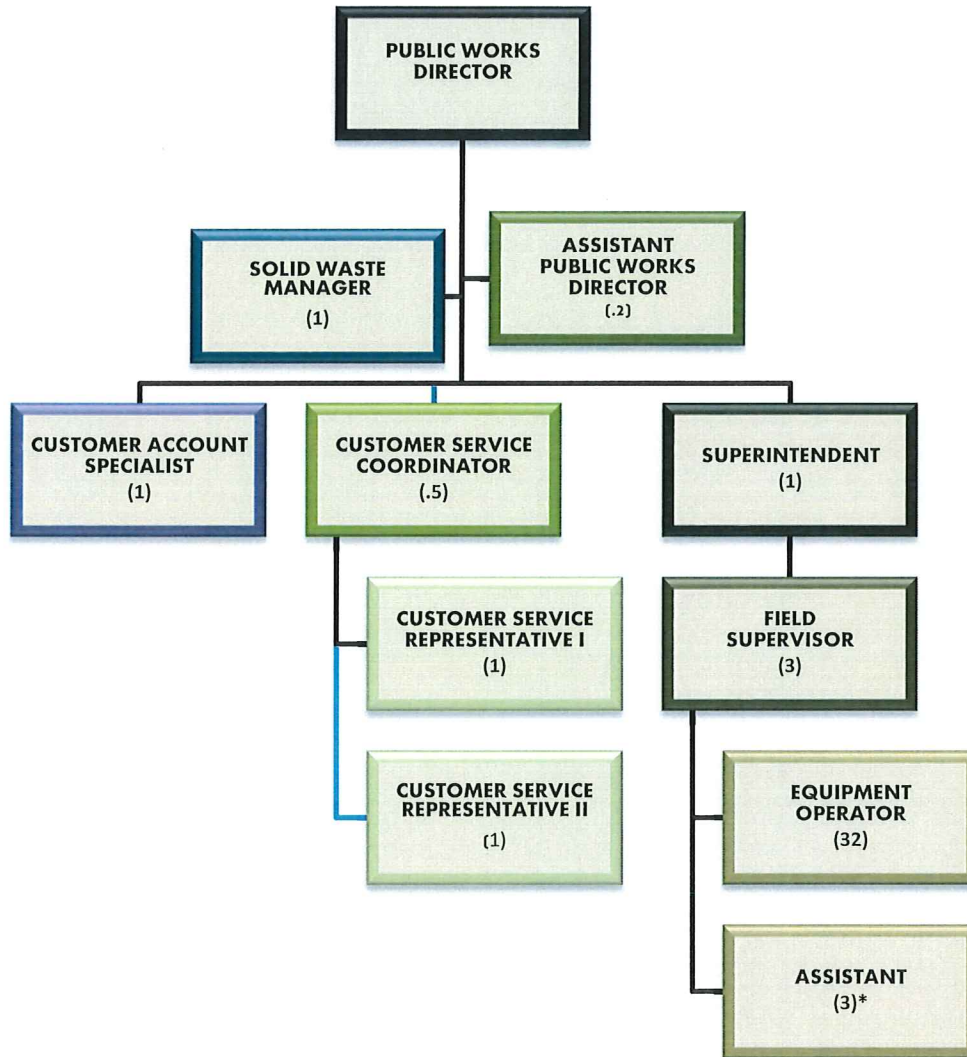 PUBLIC WORKS
DIRECTOR
SOLID WASTE
MANAGER
(1)
ASSISTANT
PUBLIC WORKS
DIRECTOR
(.2)
CUSTOMER ACCOUNT
SPECIALIST
(1)
CUSTOMER SERVICE
COORDINATOR
(.5)
SUPERINTENDENT
(1)
CUSTOMER SERVICE
REPRESENTATIVE I
(1)
FIELD
SUPERVISOR
(3)
CUSTOMER SERVICE
REPRESENTATIVE II
(1)
EQUIPMENT
OPERATOR
(32)
ASSISTANT
(3)*